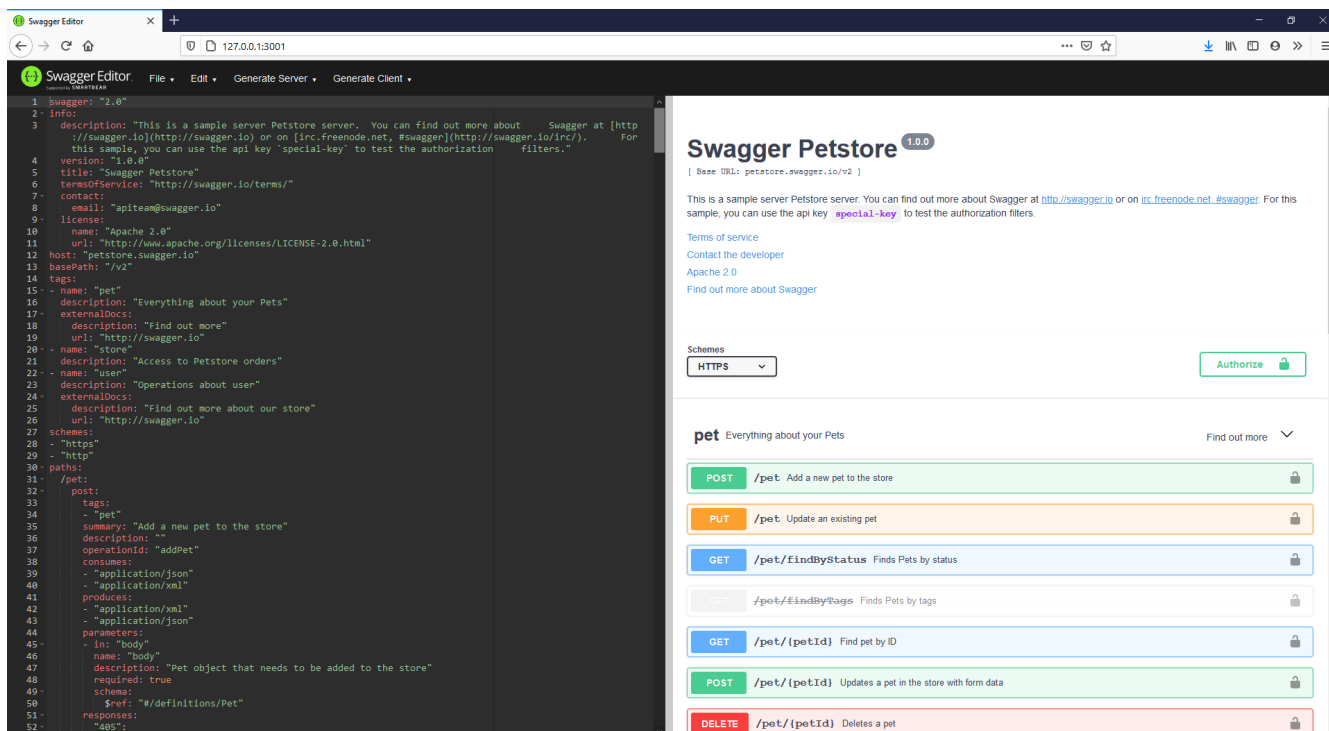 Swagger Editor
127.0.0.1:3001
Swagger Editor.
Supported by SMARTBEAR
File
Edit
Generate Server
Generate Client
1 swagger: "2.0"
2 info:
3 description: "This is a sample server Petstore server. You can find out more about Swagger at [http
://swagger.io](http://swagger.io) or on [irc.freenode.net, #swagger](http://swagger.io/irc/). For
this sample, you can use the api key `special-key` to test the authorization filters."
4 version: "1.0.0"
5 title: "Swagger Petstore"
6 termsOfService: "http://swagger.io/terms/"
7 contact:
8 email: "apiteam@swagger.io"
9 license:
10 name: "Apache 2.0"
11 url: "http://www.apache.org/licenses/LICENSE-2.0.html"
12 host: "petstore.swagger.io"
13 basePath: "/v2"
14 tags:
15 - name: "pet"
16 description: "Everything about your Pets"
17 externalDocs:
18 description: "Find out more"
19 url: "http://swagger.io"
20 - name: "store"
21 description: "Access to Petstore orders"
22 - name: "user"
23 description: "Operations about user"
24 externalDocs:
25 description: "Find out more about our store"
26 url: "http://swagger.io"
27 schemes:
28 - "https"
29 - "http"
30 paths:
31 /pet:
32 post:
33 tags:
34 - "pet"
35 summary: "Add a new pet to the store"
36 description: ""
37 operationId: "addPet"
38 consumes:
39 - "application/json"
40 - "application/xml"
41 produces:
42 - "application/xml"
43 - "application/json"
44 parameters:
45 - in: "body"
46 name: "body"
47 description: "Pet object that needs to be added to the store"
48 required: true
49 schema:
50 $ref: "#/definitions/Pet"
51 responses:
52 "405":
Swagger Petstore 1.0.0
[ Base URL: petstore.swagger.io/v2 ]
This is a sample server Petstore server. You can find out more about Swagger at http://swagger.io or on irc.freenode.net, #swagger. For this
sample, you can use the api key special-key to test the authorization filters.
Terms of service
Contact the developer
Apache 2.0
Find out more about Swagger
Schemes
HTTPS
Authorize
pet Everything about your Pets
Find out more
POST /pet Add a new pet to the store
PUT /pet Update an existing pet
GET /pet/findByStatus Finds Pets by status
GET /pet/findByTags Finds Pets by tags
GET /pet/{petId} Find pet by ID
POST /pet/{petId} Updates a pet in the store with form data
DELETE /pet/{petId} Deletes a pet